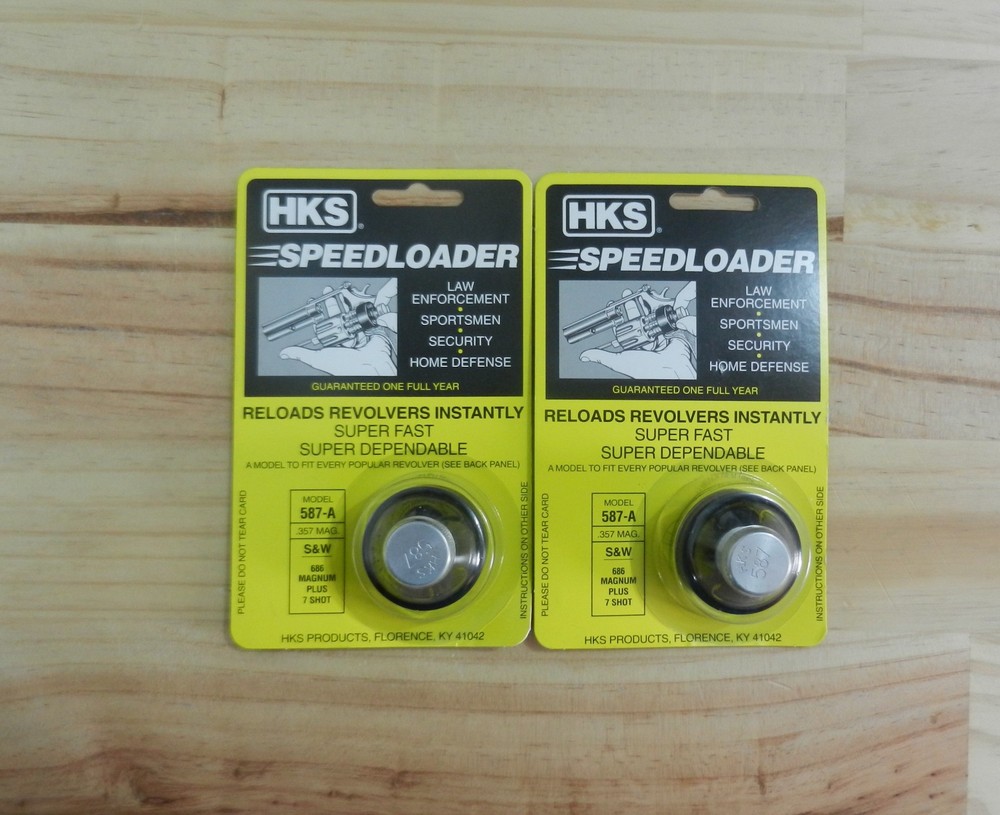 HKS®
SPEEDLOADER
LAW
ENFORCEMENT
•
SPORTSMEN
•
SECURITY
•
HOME DEFENSE
GUARANTEED ONE FULL YEAR
RELOADS REVOLVERS INSTANTLY
SUPER FAST
SUPER DEPENDABLE
A MODEL TO FIT EVERY POPULAR REVOLVER (SEE BACK PANEL)
PLEASE DO NOT TEAR CARD
MODEL
587-A
.357 MAG.
S&W
686
MAGNUM
PLUS
7 SHOT
587
INSTRUCTIONS ON OTHER SIDE
HKS PRODUCTS, FLORENCE, KY 41042
HKS®
SPEEDLOADER
LAW
ENFORCEMENT
•
SPORTSMEN
•
SECURITY
•
HOME DEFENSE
GUARANTEED ONE FULL YEAR
RELOADS REVOLVERS INSTANTLY
SUPER FAST
SUPER DEPENDABLE
A MODEL TO FIT EVERY POPULAR REVOLVER (SEE BACK PANEL)
PLEASE DO NOT TEAR CARD
MODEL
587-A
.357 MAG.
S&W
686
MAGNUM
PLUS
7 SHOT
HKS
587
INSTRUCTIONS ON OTHER SIDE
HKS PRODUCTS, FLORENCE, KY 41042